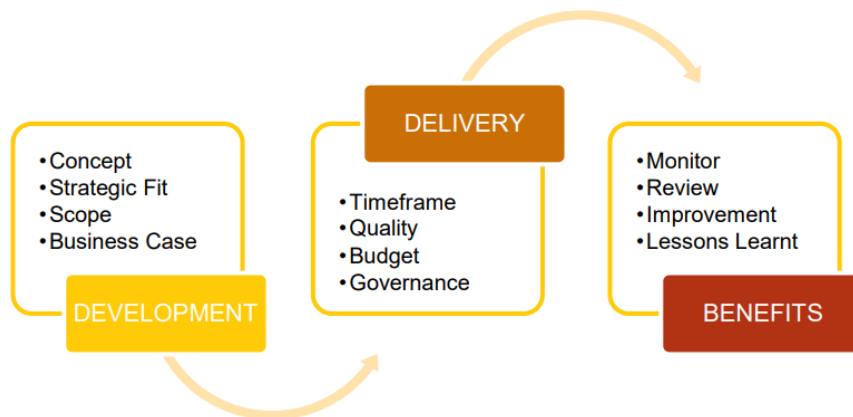 • Concept
• Strategic Fit
• Scope
• Business Case
DEVELOPMENT
DELIVERY
• Timeframe
• Quality
• Budget
• Governance
• Monitor
• Review
• Improvement
• Lessons Learnt
BENEFITS